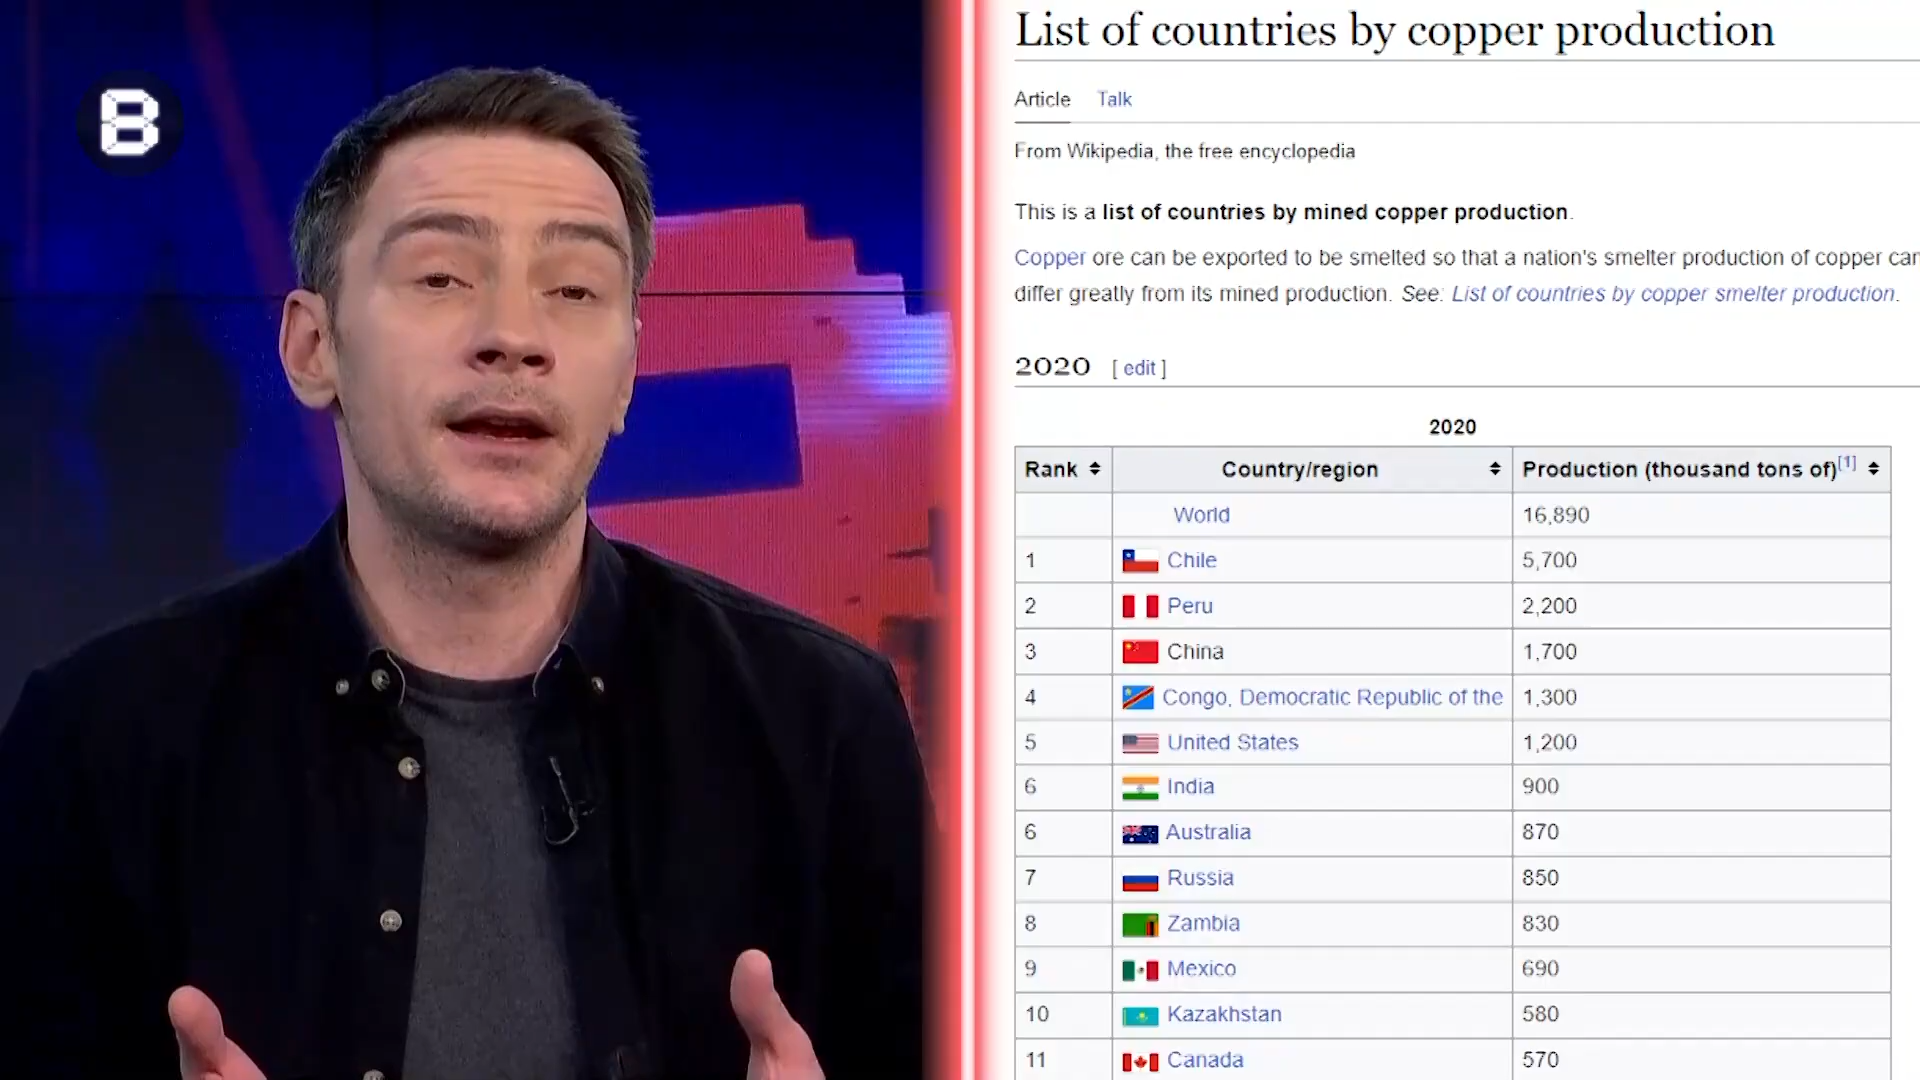 B
List of countries by copper production
Article Talk
From Wikipedia, the free encyclopedia
This is a list of countries by mined copper production.
Copper ore can be exported to be smelted so that a nation's smelter production of copper can
differ greatly from its mined production. See: List of countries by copper smelter production.
2020 [ edit ]
2020
Rank Country/region Production (thousand tons of)[1]
World 16,890
1 Chile 5,700
2 Peru 2,200
3 China 1,700
4 Congo, Democratic Republic of the 1,300
5 United States 1,200
6 India 900
6 Australia 870
7 Russia 850
8 Zambia 830
9 Mexico 690
10 Kazakhstan 580
11 Canada 570